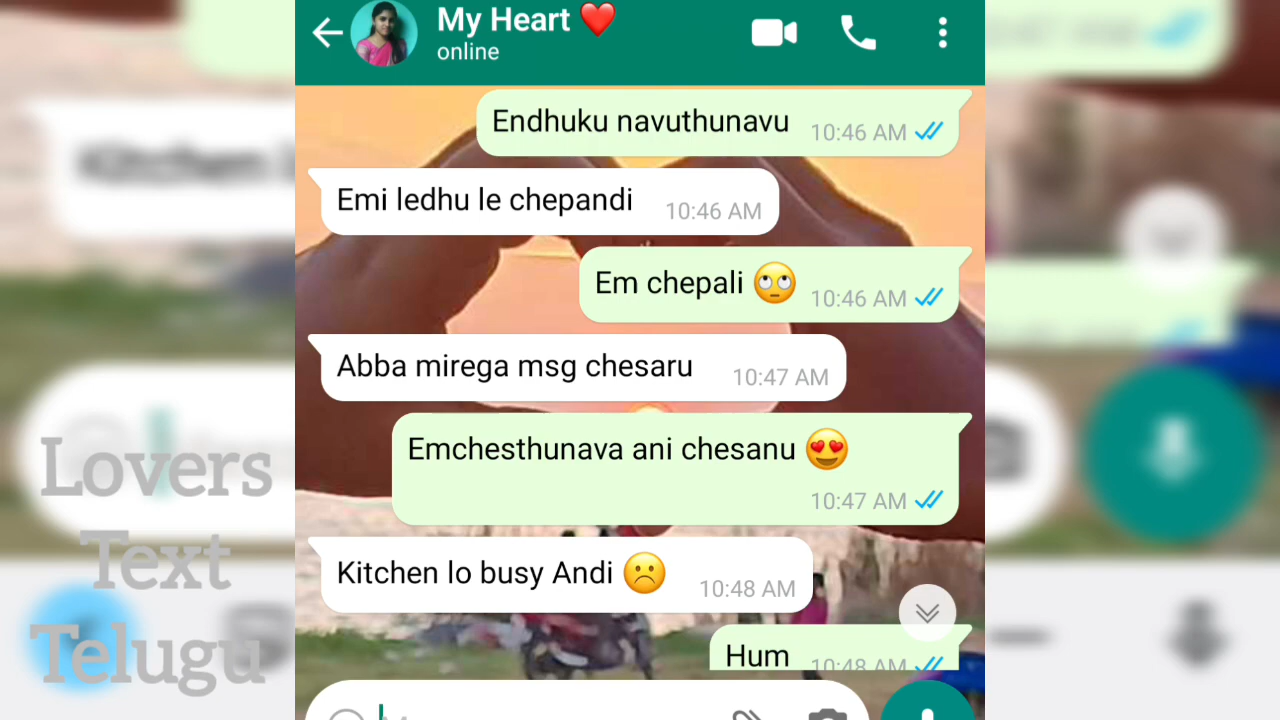 My Heart ❤️
online
Endhuku navuthunavu 10:46 AM
Emi ledhu le chepandi 10:46 AM
Em chepali 🙄 10:46 AM
Abba mirega msg chesaru 10:47 AM
Emchesthunava ani chesanu 😍
10:47 AM
Kitchen lo busy Andi ☹️ 10:48 AM
Hum 10:48 AM
Lovers
Text
Telugu